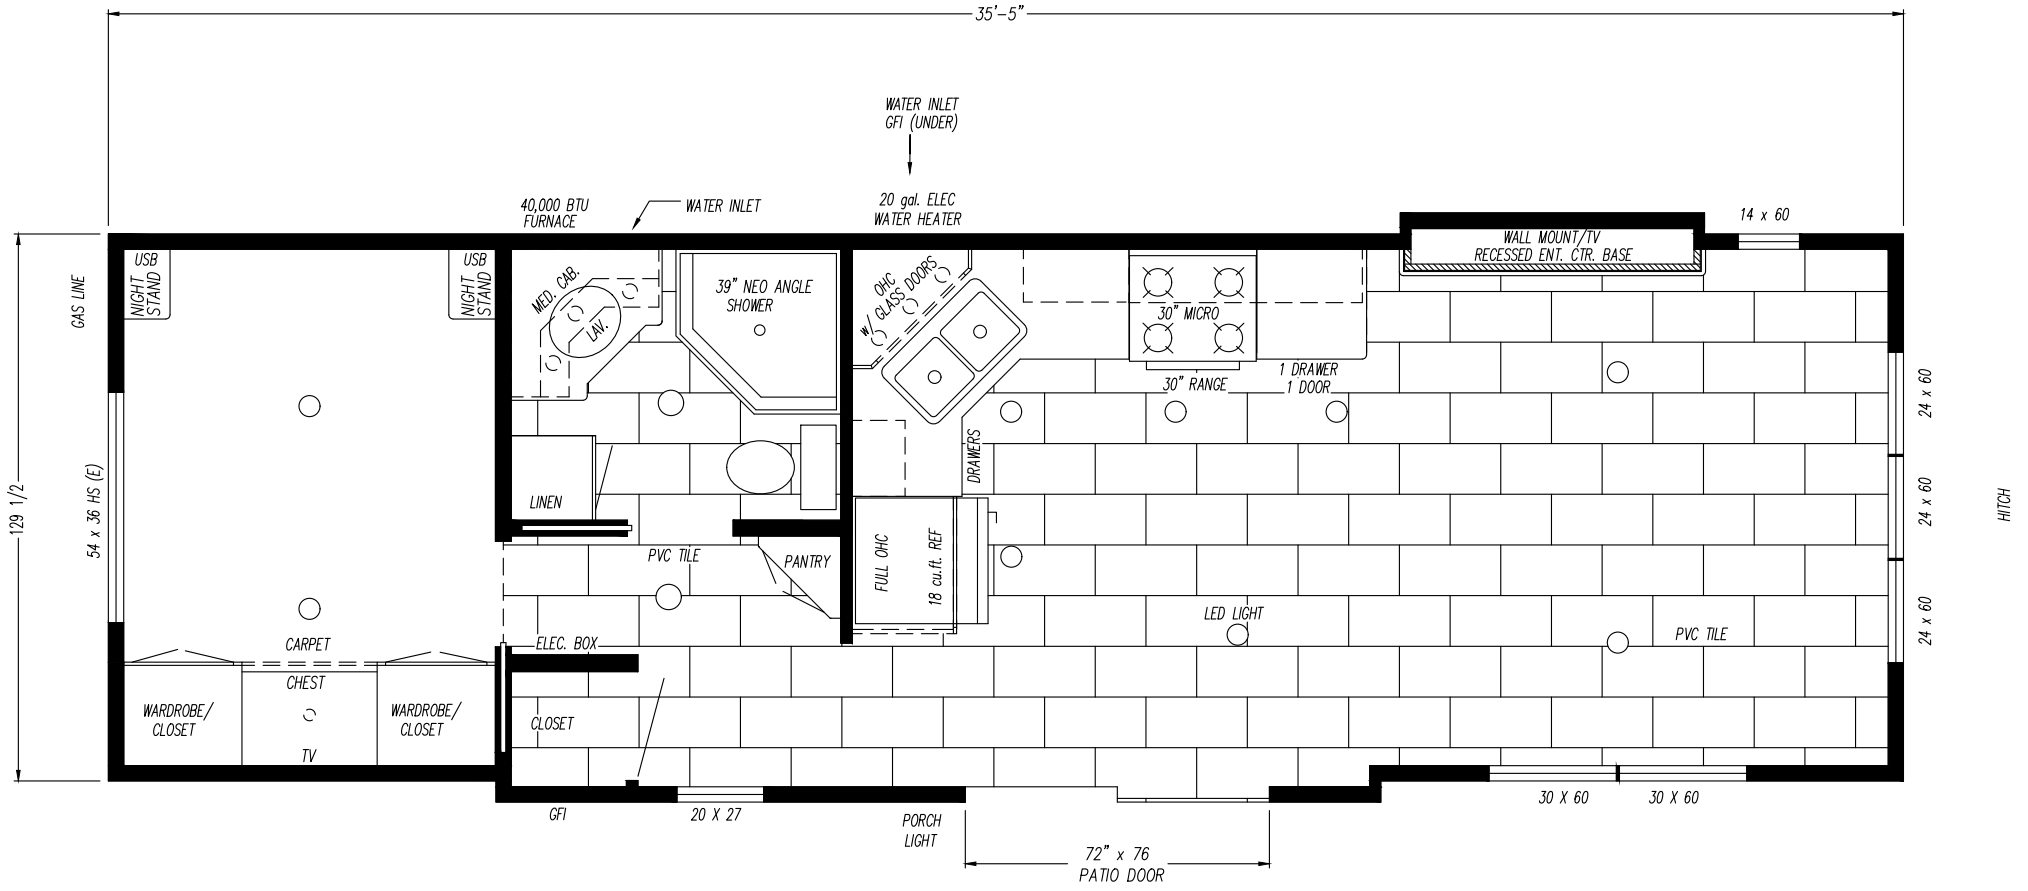 35'-5"
WATER INLET
GFI (UNDER)
40,000 BTU
FURNACE
WATER INLET
20 gal. ELEC
WATER HEATER
14 x 60
WALL MOUNT/TV
RECESSED ENT. CTR. BASE
USB
NIGHT
STAND
USB
NIGHT
STAND
GAS LINE
MED. CAB.
LAV.
39" NEO ANGLE
SHOWER
OHC
w/ GLASS DOORS
30" MICRO
30" RANGE
1 DRAWER
1 DOOR
24 x 60
24 x 60
24 x 60
HITCH
129 1/2
54 x 36 HS (E)
LINEN
DRAWERS
PVC TILE
PANTRY
FULL OHC
18 cu.ft. REF
LED LIGHT
PVC TILE
CARPET
ELEC. BOX
CHEST
WARDROBE/
CLOSET
WARDROBE/
CLOSET
TV
CLOSET
GFI
20 X 27
PORCH
LIGHT
30 X 60
30 X 60
72" x 76
PATIO DOOR